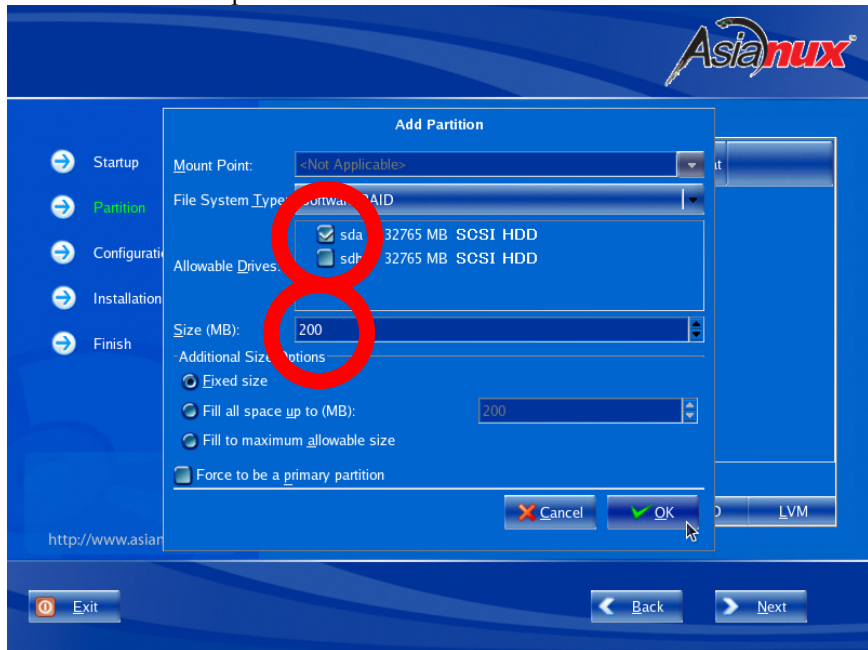 Asianux
Add Partition
Startup
Partition
Configurati
Installation
Finish
Mount Point:
<Not Applicable>
File System Type:
Software RAID
Allowable Drives:
sda 32765 MB SCSI HDD
sdb 32765 MB SCSI HDD
Size (MB):
200
Additional Size Options
Fixed size
Fill all space up to (MB):
200
Fill to maximum allowable size
Force to be a primary partition
Cancel
OK
LVM
http://www.asian
Exit
Back
Next